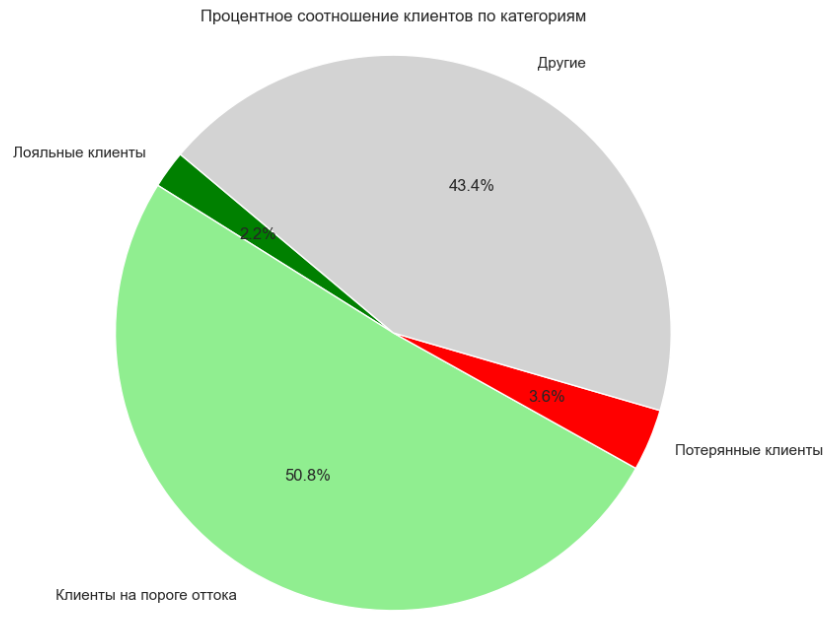 Процентное соотношение клиентов по категориям
Другие
Лояльные клиенты
43.4%
2.2%
3.6%
Потерянные клиенты
50.8%
Клиенты на пороге оттока